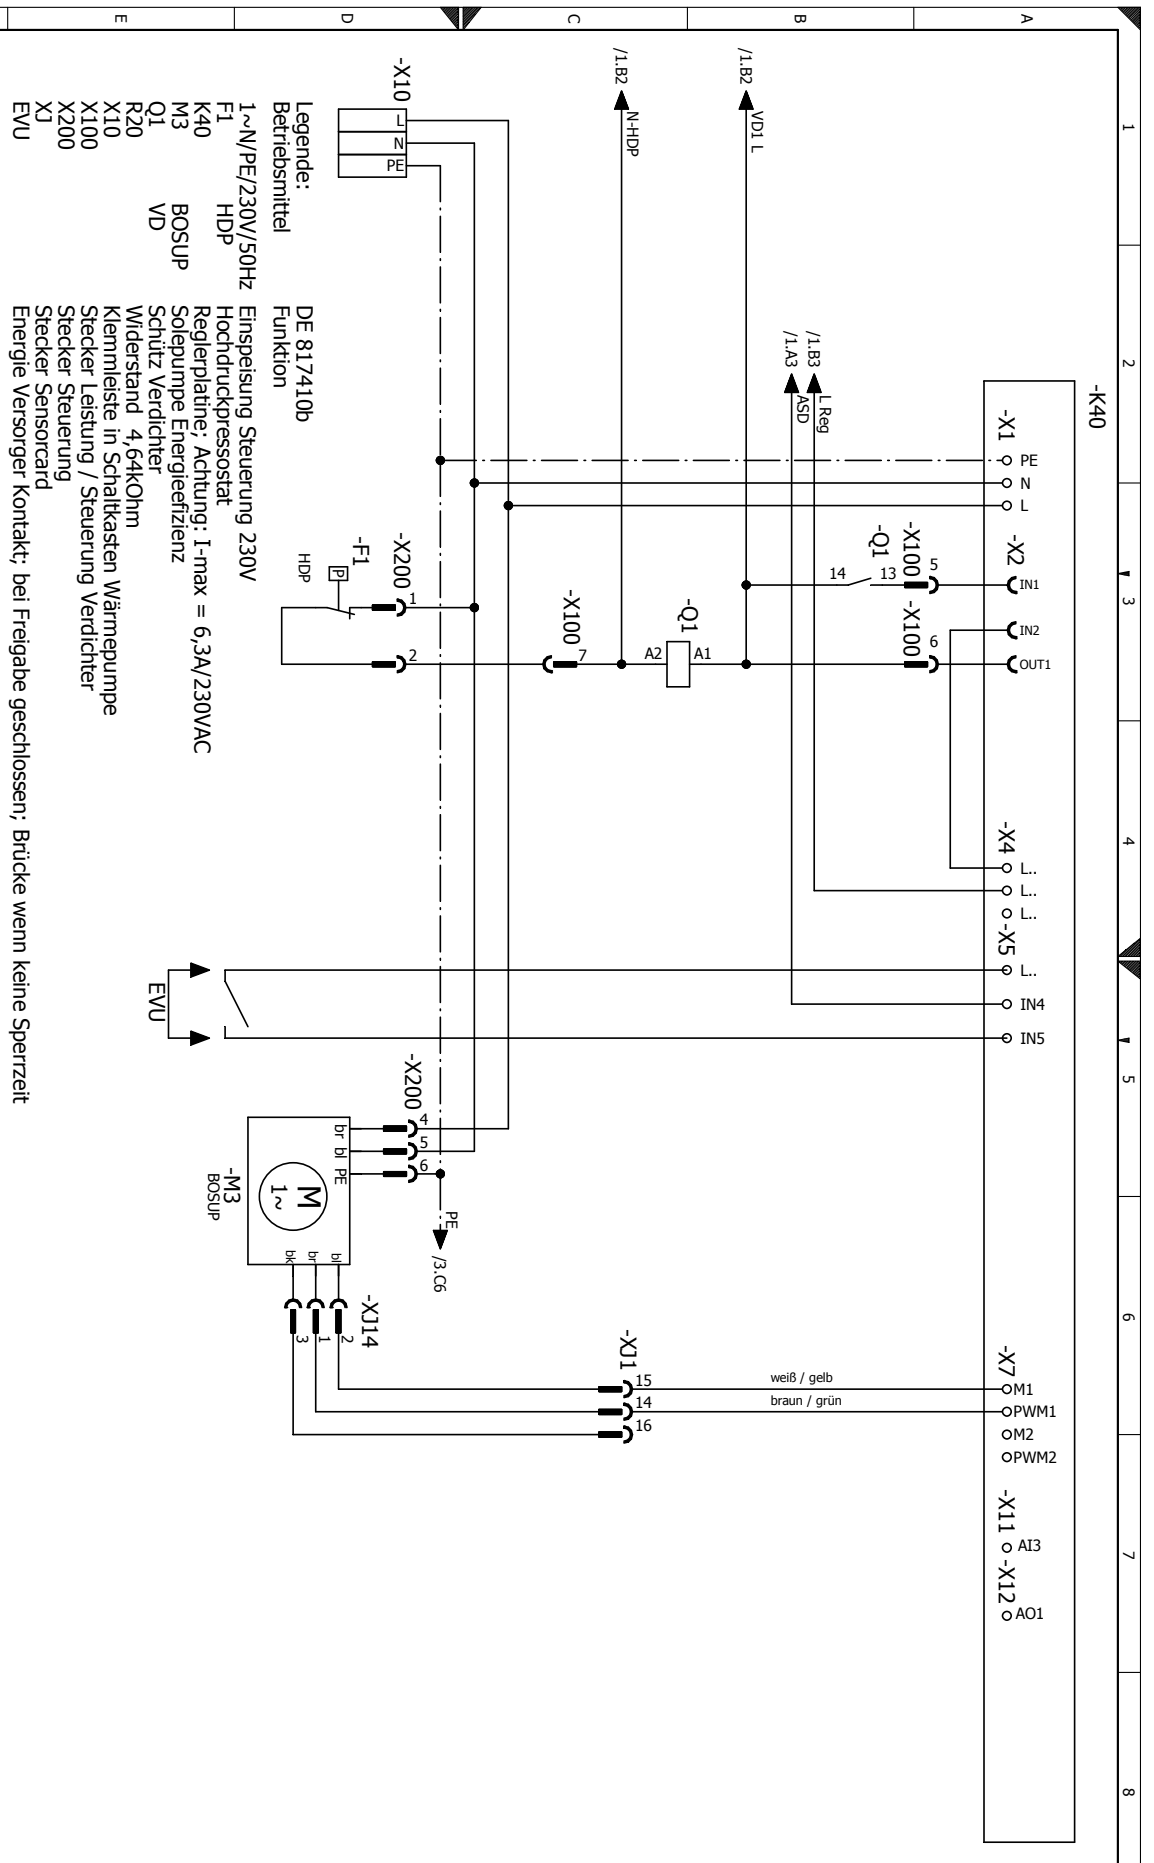 1
2
3
4
5
6
7
8
A
B
C
D
E
-K40
-X1
PE
N
L
-X2
IN1
IN2
OUT1
-X4
L..
L..
L..
-X5
L..
IN4
IN5
-X7
M1
PWM1
M2
PWM2
-X11
AI3
-X12
AO1
/1.B2
VD1 L
/1.B2
N-HDP
/1.B3
L Reg
/1.A3
ASD
-X100
5
-Q1
13
14
-X100
6
-Q1
A1
A2
-X100
7
-X200
1
2
-F1
P
HDP
-X10
L
N
PE
EVU
-X200
4
5
6
br
bl
PE
PE
/3.C6
-M3
BOSUP
M
1~
bl
br
bk
-XJ14
2
1
3
-XJ1
15
14
16
weiß / gelb
braun / grün
Legende: DE 817410b
Betriebsmittel Funktion
1~N/PE/230V/50Hz Einspeisung Steuerung 230V
F1 HDP Hochdruckpressostat
K40 Reglerplatine; Achtung: I-max = 6,3A/230VAC
M3 BOSUP Solepumpe Energieefizienz
Q1 VD Schütz Verdichter
R20 Widerstand 4,64kOhm
X10 Klemmleiste in Schaltkasten Wärmepumpe
X100 Stecker Leistung / Steuerung Verdichter
X200 Stecker Steuerung
XJ Stecker Sensorcard
EVU Energie Versorger Kontakt; bei Freigabe geschlossen; Brücke wenn keine Sperrzeit